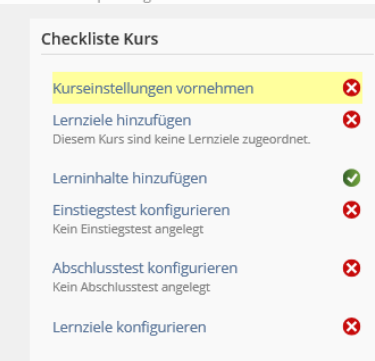 Checkliste Kurs
Kurseinstellungen vornehmen
Lernziele hinzufügen
Diesem Kurs sind keine Lernziele zugeordnet.
Lerninhalte hinzufügen
Einstiegstest konfigurieren
Kein Einstiegstest angelegt
Abschlusstest konfigurieren
Kein Abschlusstest angelegt
Lernziele konfigurieren